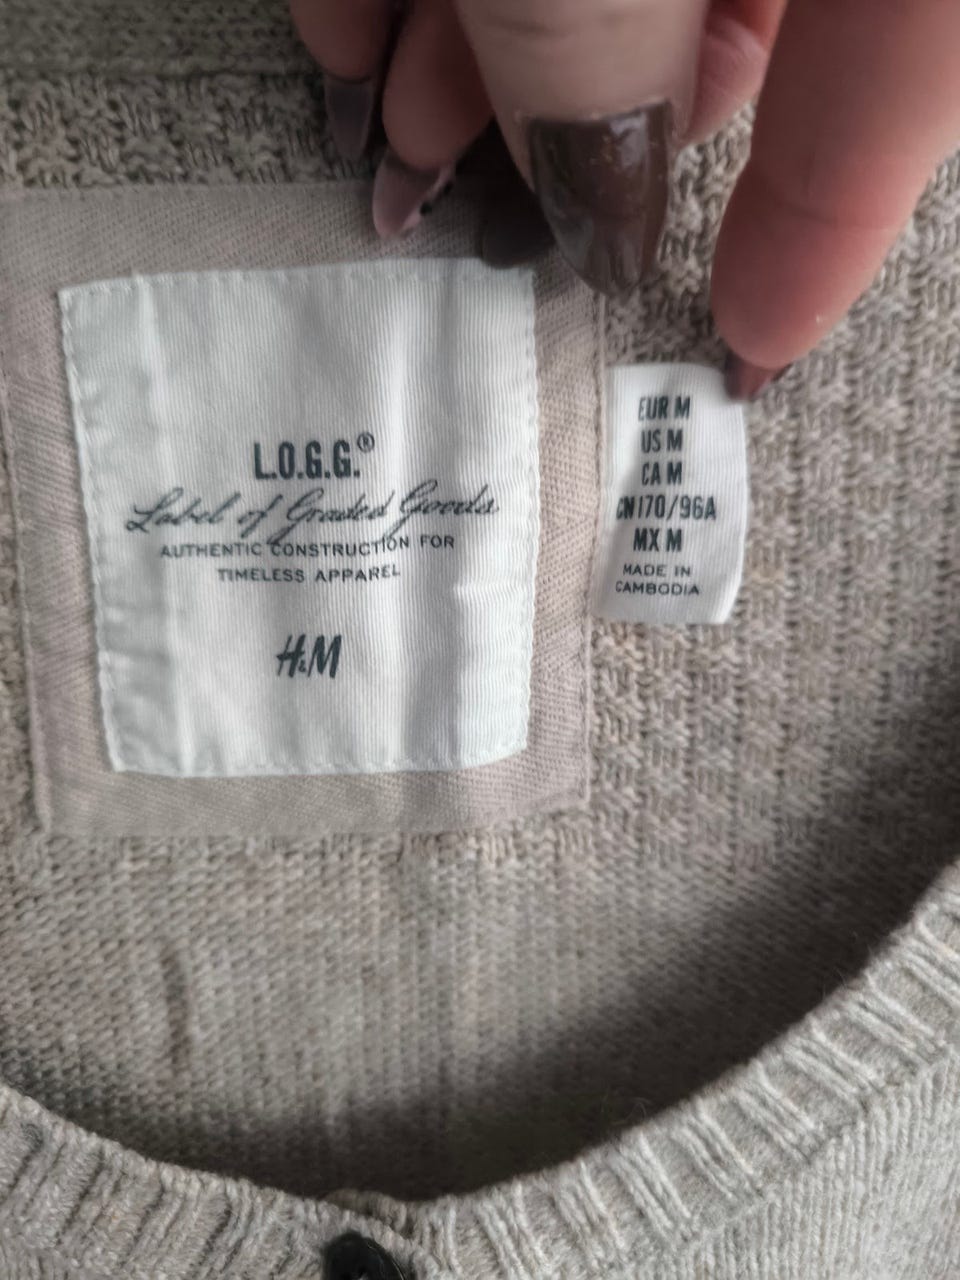 L.O.G.G.®
Label of Graded Goods
AUTHENTIC CONSTRUCTION FOR
TIMELESS APPAREL
H&M
EUR M
US M
CA M
CN 170/96A
MX M
MADE IN
CAMBODIA